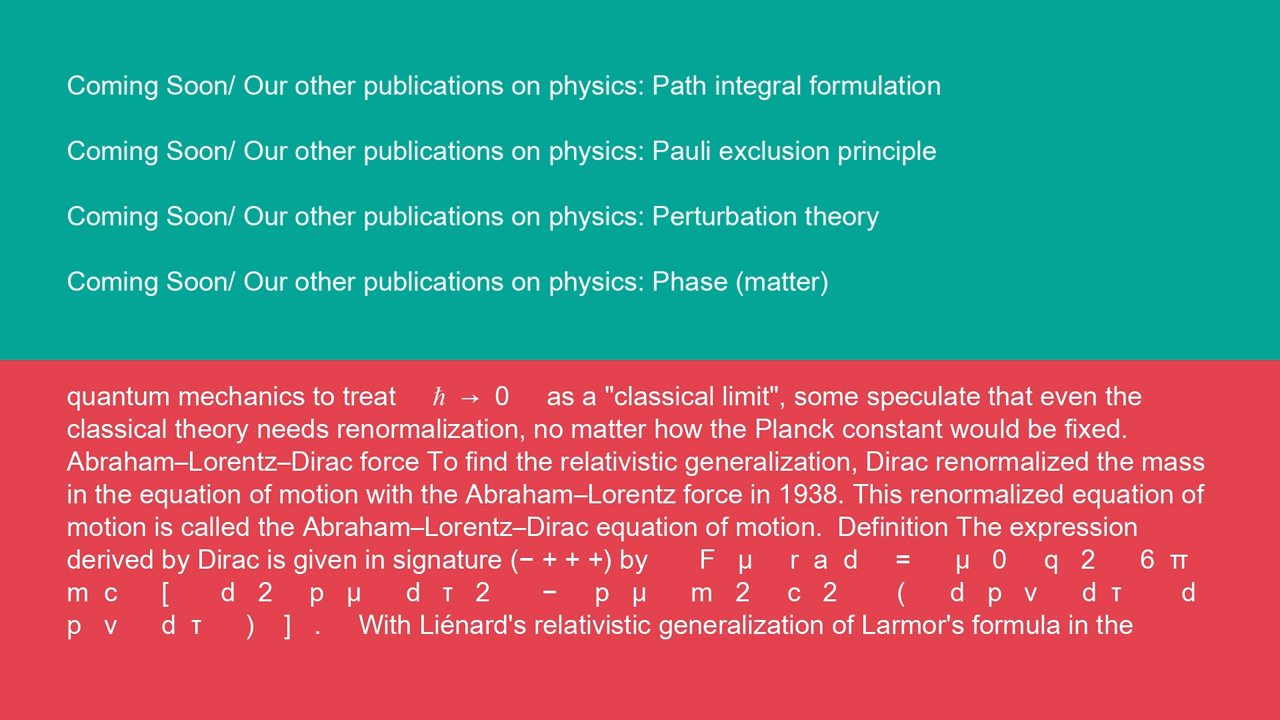 Coming Soon/ Our other publications on physics: Path integral formulation
Coming Soon/ Our other publications on physics: Pauli exclusion principle
Coming Soon/ Our other publications on physics: Perturbation theory
Coming Soon/ Our other publications on physics: Phase (matter)
quantum mechanics to treat ℏ → 0 as a "classical limit", some speculate that even the
classical theory needs renormalization, no matter how the Planck constant would be fixed.
Abraham–Lorentz–Dirac force To find the relativistic generalization, Dirac renormalized the mass
in the equation of motion with the Abraham–Lorentz force in 1938. This renormalized equation of
motion is called the Abraham–Lorentz–Dirac equation of motion. Definition The expression
derived by Dirac is given in signature (− + + +) by F μ r a d = μ 0 q 2 6 π
m c [ d 2 p μ d τ 2 − p μ m 2 c 2 ( d p ν d τ d
p ν d τ ) ] . With Liénard's relativistic generalization of Larmor's formula in the